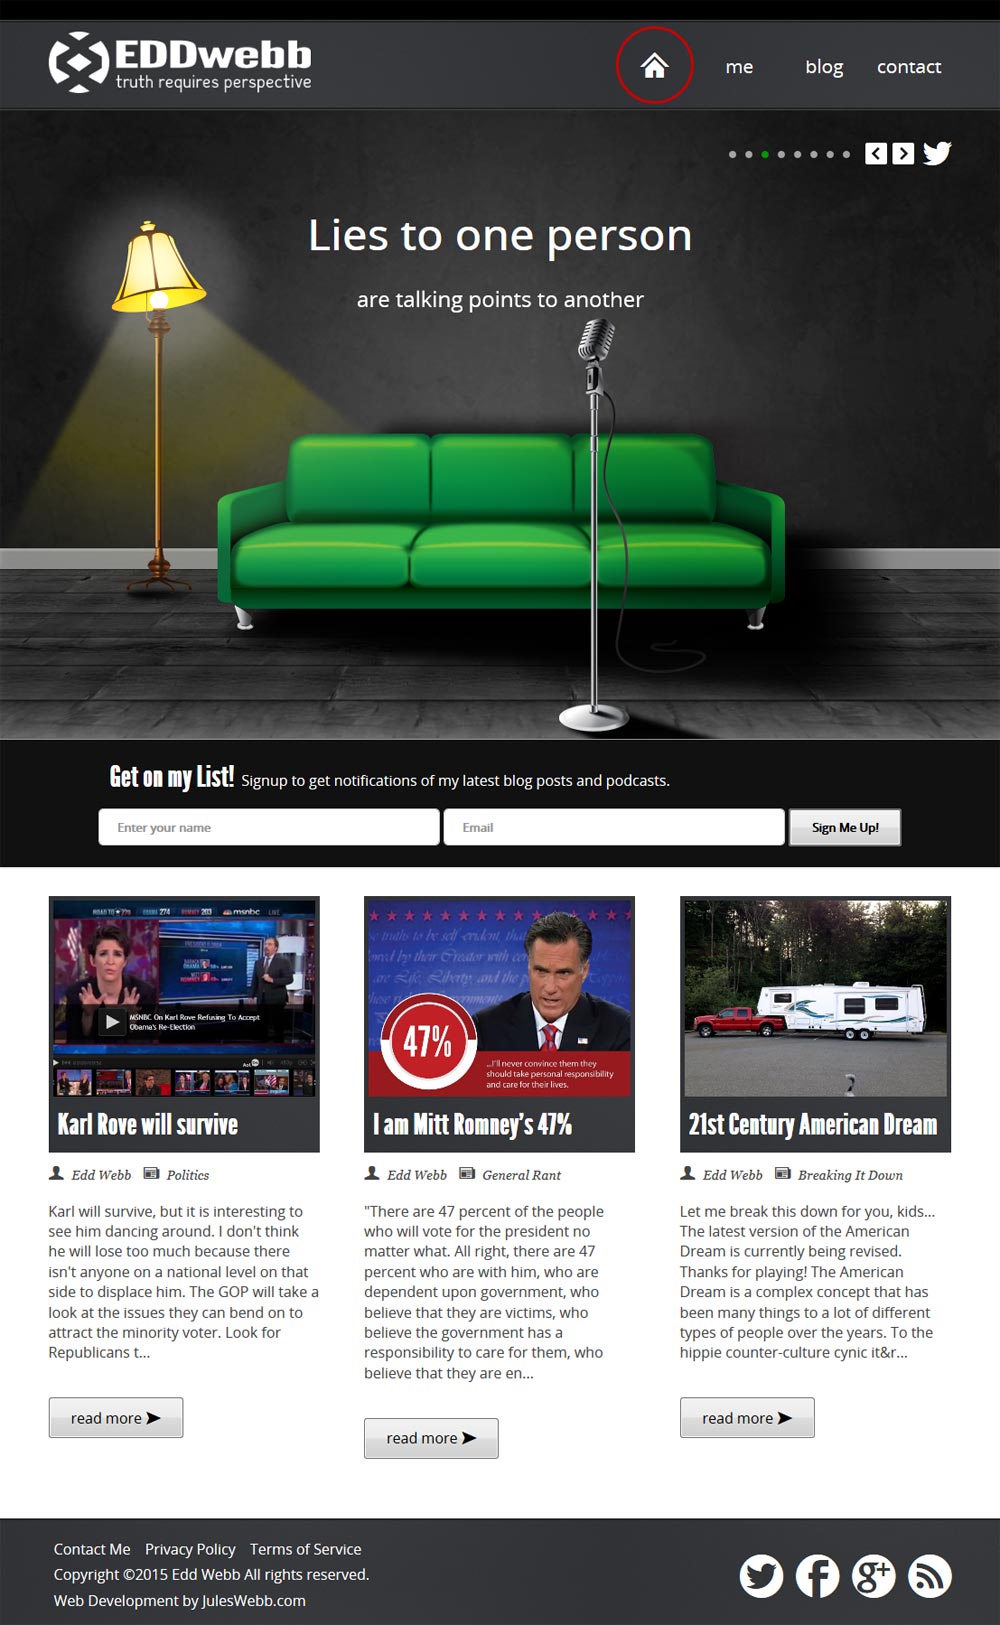 EDDwebb
truth requires perspective
me
blog
contact
Lies to one person
are talking points to another
Get on my List! Signup to get notifications of my latest blog posts and podcasts.
Enter your name
Email
Sign Me Up!
ROAD TO ★ 270 OBAMA 274 ROMNEY 203 msnbc LIVE
MSNBC On Karl Rove Refusing To Accept
Obama's Re-Election
Karl Rove will survive
Edd Webb
Politics
Karl will survive, but it is interesting to
see him dancing around. I don't think
he will lose too much because there
isn't anyone on a national level on that
side to displace him. The GOP will take a
look at the issues they can bend on to
attract the minority voter. Look for
Republicans t...
read more
47%
...I'll never convince them they
should take personal responsibility
and care for their lives.
I am Mitt Romney's 47%
Edd Webb
General Rant
"There are 47 percent of the people
who will vote for the president no
matter what. All right, there are 47
percent who are with him, who are
dependent upon government, who
believe that they are victims, who
believe the government has a
responsibility to care for them, who
believe that they are en...
read more
21st Century American Dream
Edd Webb
Breaking It Down
Let me break this down for you, kids...
The latest version of the American
Dream is currently being revised.
Thanks for playing! The American
Dream is a complex concept that has
been many things to a lot of different
types of people over the years. To the
hippie counter-culture cynic it&r...
read more
Contact Me Privacy Policy Terms of Service
Copyright ©2015 Edd Webb All rights reserved.
Web Development by JulesWebb.com